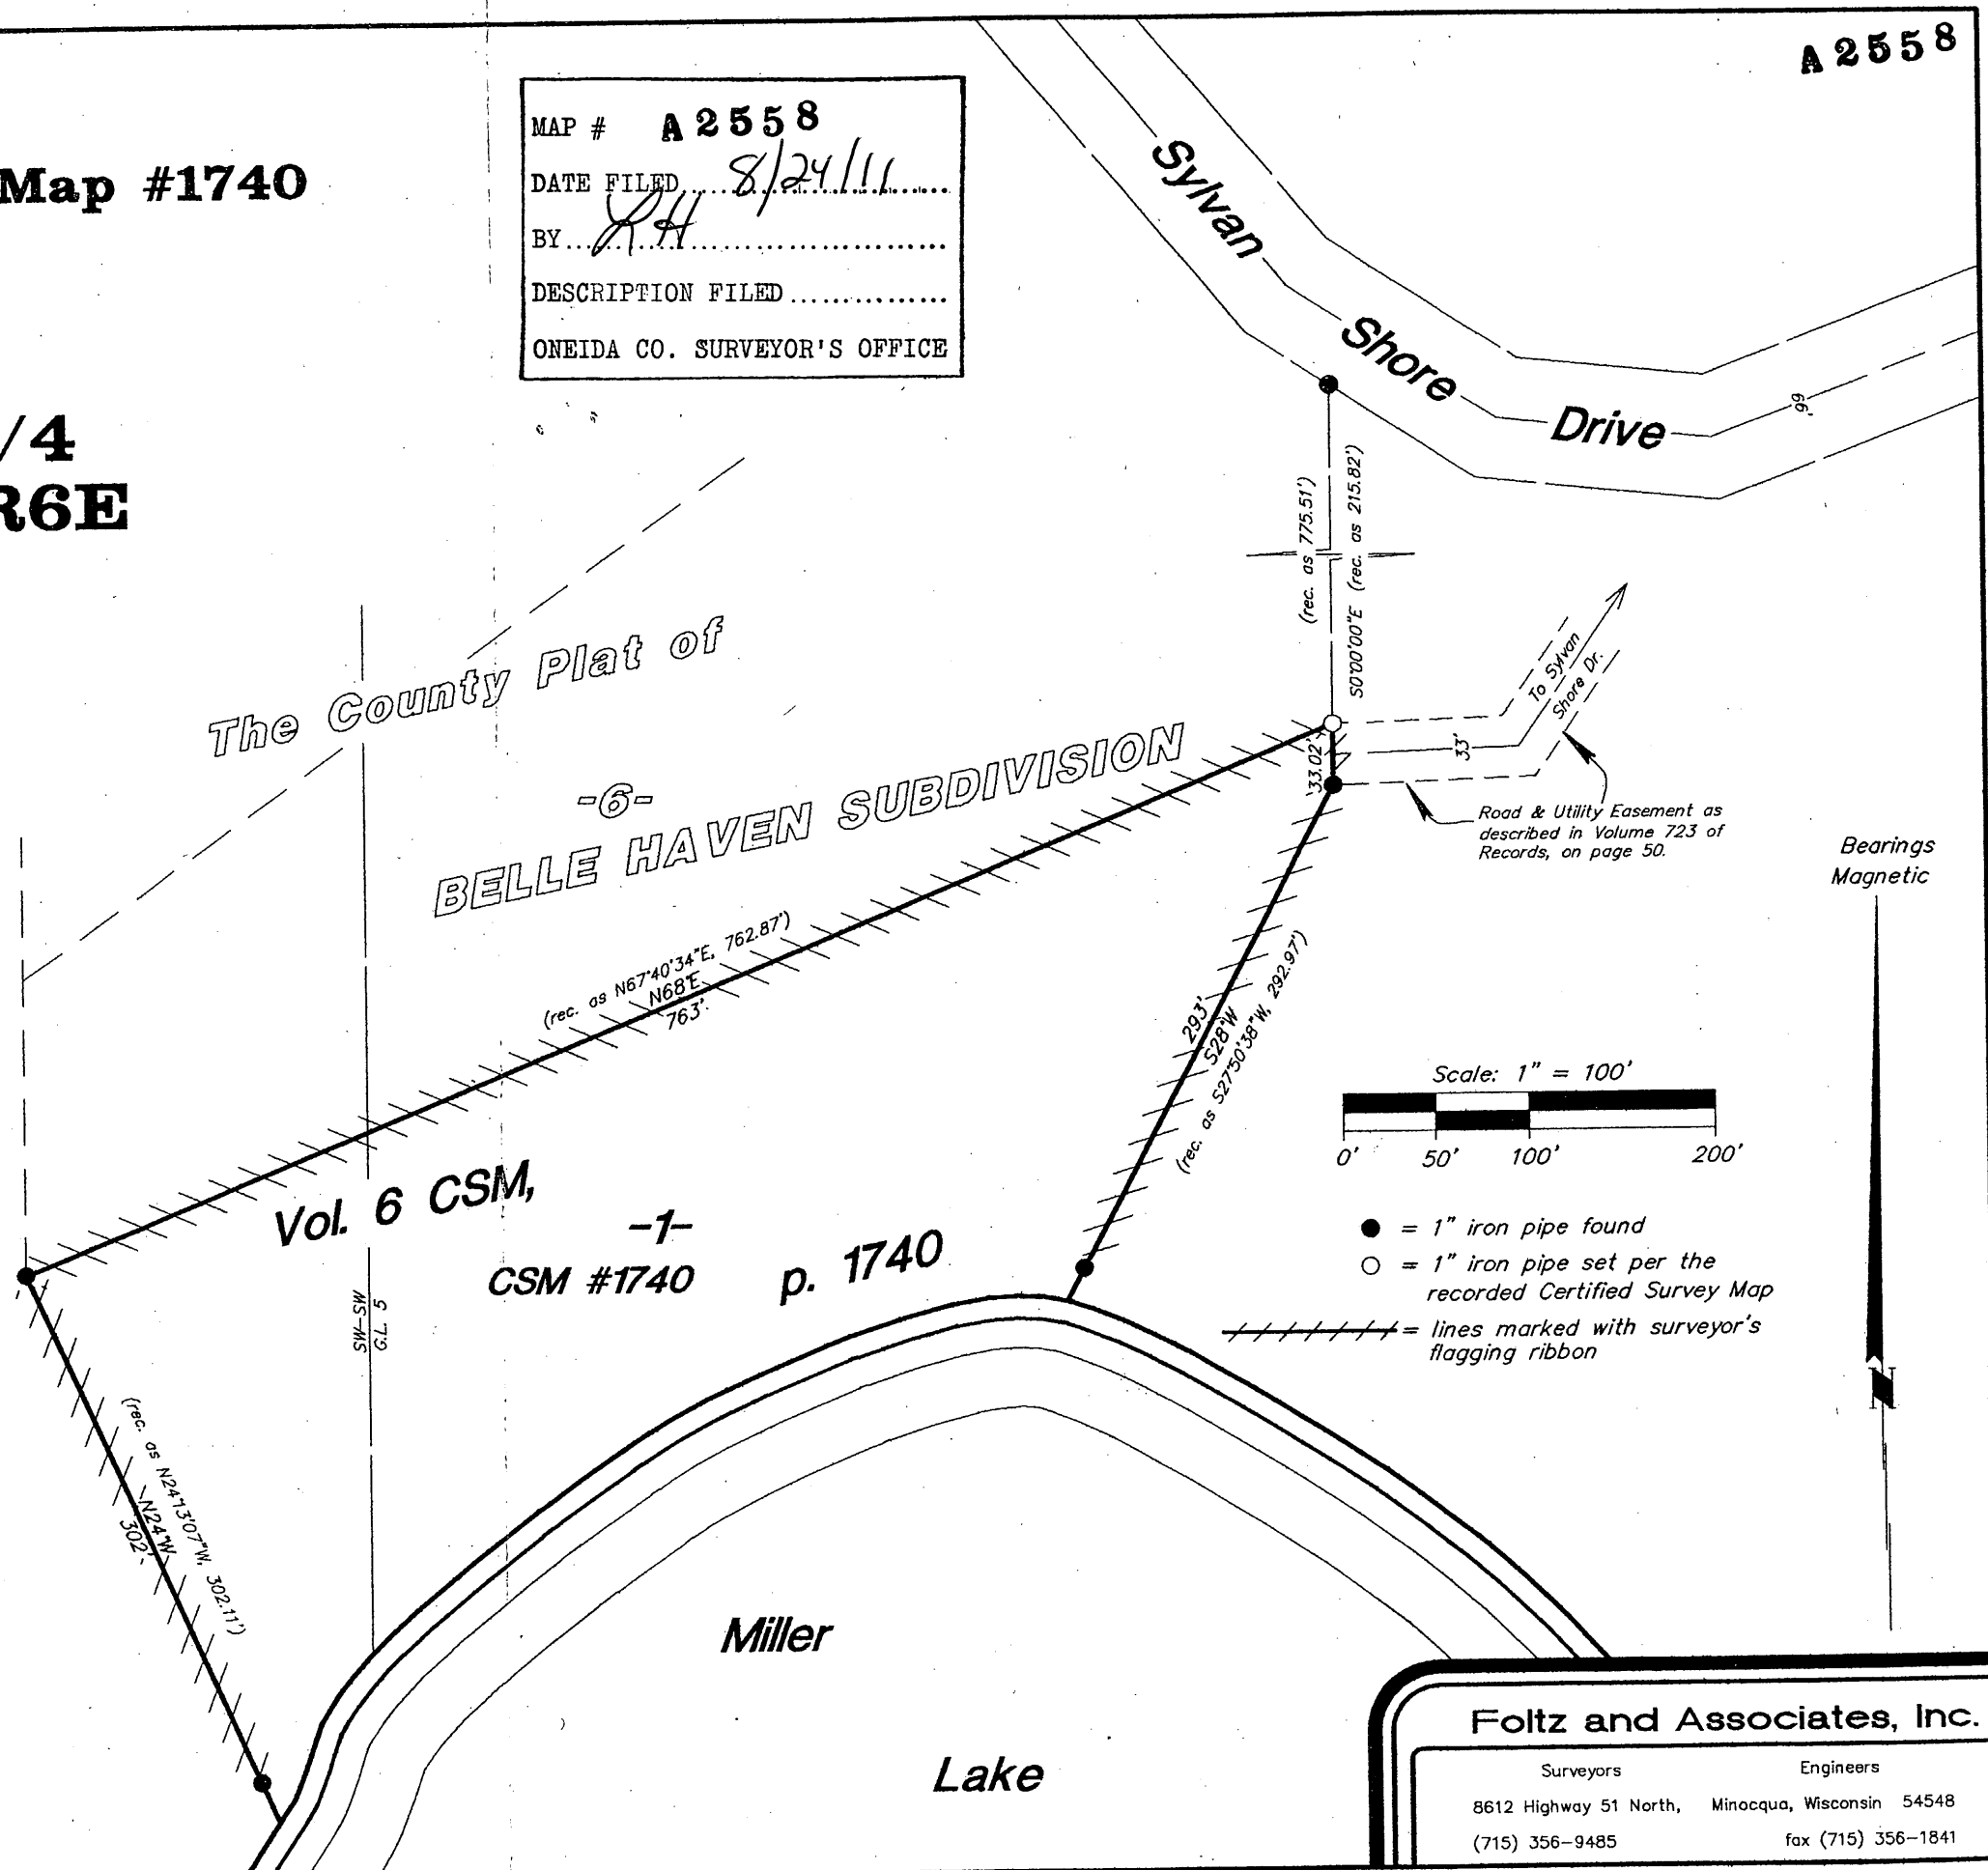 A 2558
Map #1740
/4
R6E
MAP # A 2558
DATE FILED 8/24/11
BY RH
DESCRIPTION FILED
ONEIDA CO. SURVEYOR'S OFFICE
Sylvan
Shore
Drive
66'
(rec. as 775.51')
S0°00'00"E (rec. as 215.82')
The County Plat of
-6-
BELLE HAVEN SUBDIVISION
To Sylvan
Shore Dr.
33'
33.02'
Road & Utility Easement as
described in Volume 723 of
Records, on page 50.
Bearings
Magnetic
N
(rec. as N67°40'34"E, 762.87')
N68°E
763'
293'
S28°W
(rec. as S27°50'38"W, 292.97')
Scale: 1" = 100'
0' 50' 100' 200'
= 1" iron pipe found
= 1" iron pipe set per the
recorded Certified Survey Map
= lines marked with surveyor's
flagging ribbon
Vol. 6 CSM,
-1-
CSM #1740
p. 1740
SW-SW
G.L. 5
(rec. as N24°13'07"W, 302.11')
N24°W
302'
Miller
Lake
Foltz and Associates, Inc.
Surveyors Engineers
8612 Highway 51 North, Minocqua, Wisconsin 54548
(715) 356-9485 fax (715) 356-1841